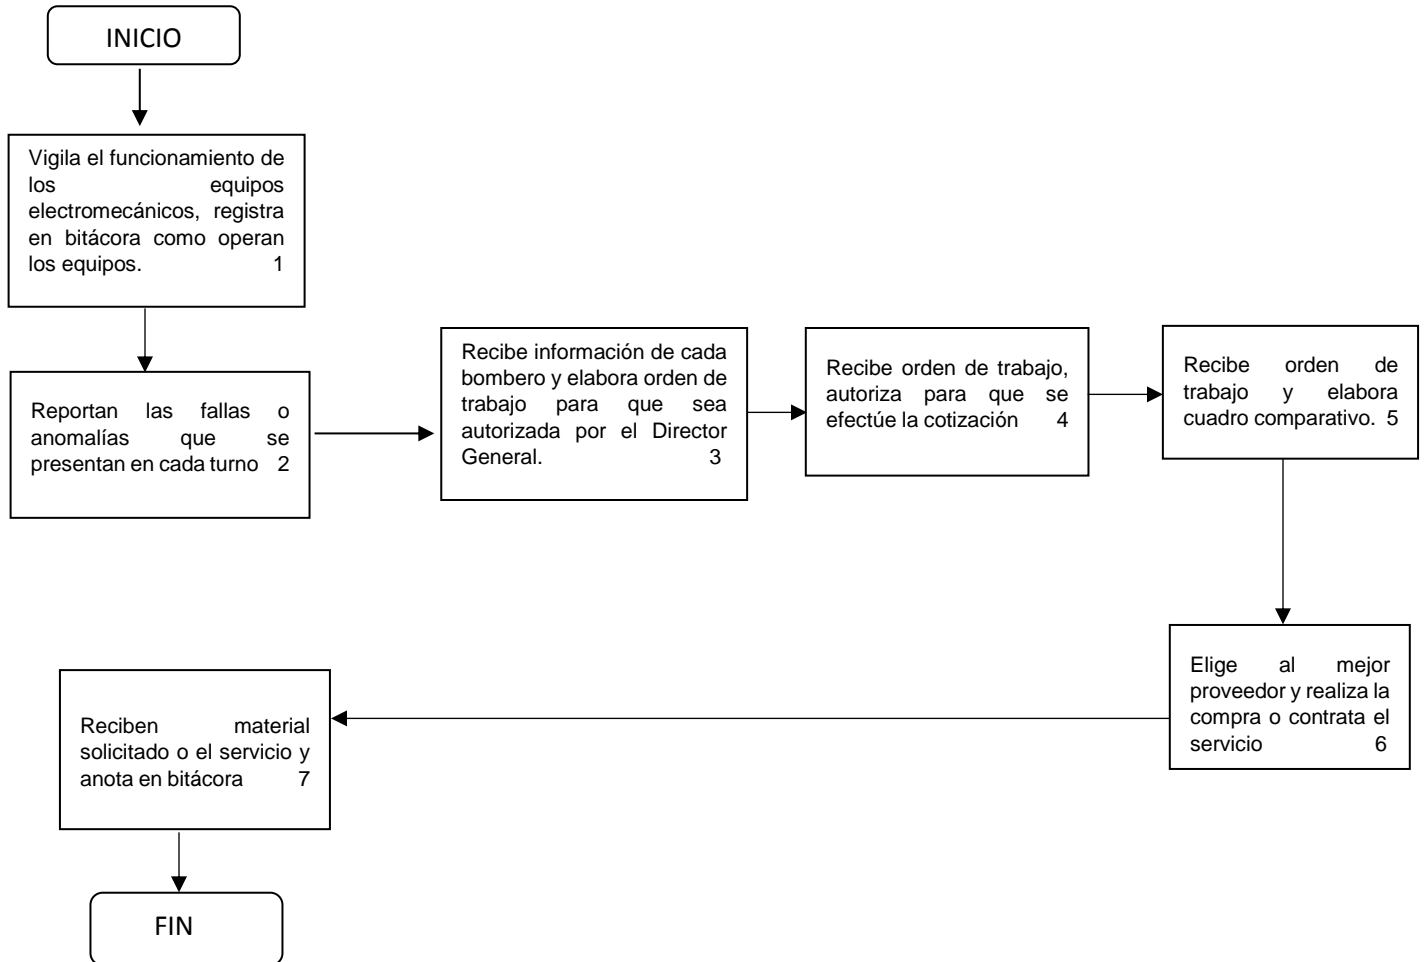 INICIO
Vigila el funcionamiento de
los equipos
electromecánicos, registra
en bitácora como operan
los equipos. 1
Reportan las fallas o
anomalías que se
presentan en cada turno 2
Recibe información de cada
bombero y elabora orden de
trabajo para que sea
autorizada por el Director
General. 3
Recibe orden de trabajo,
autoriza para que se
efectúe la cotización 4
Recibe orden de
trabajo y elabora
cuadro comparativo. 5
Elige al mejor
proveedor y realiza la
compra o contrata el
servicio 6
Reciben material
solicitado o el servicio y
anota en bitácora 7
FIN